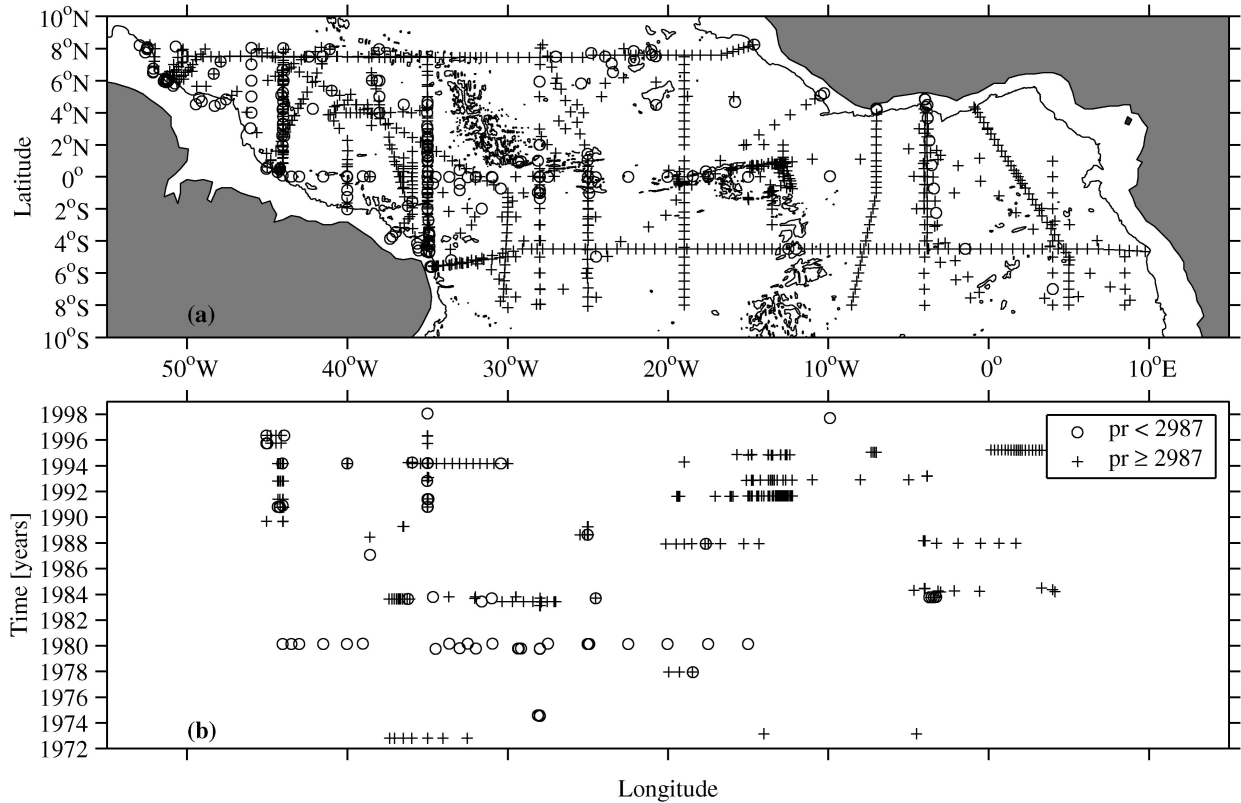 10°N
8°N
6°N
4°N
2°N
0°
2°S
4°S
6°S
8°S
10°S
Latitude
(a)
50°W 40°W 30°W 20°W 10°W 0° 10°E
1998
1996
1994
1992
1990
1988
1986
1984
1982
1980
1978
1976
1974
1972
Time [years]
pr < 2987
pr ≥ 2987
(b)
Longitude